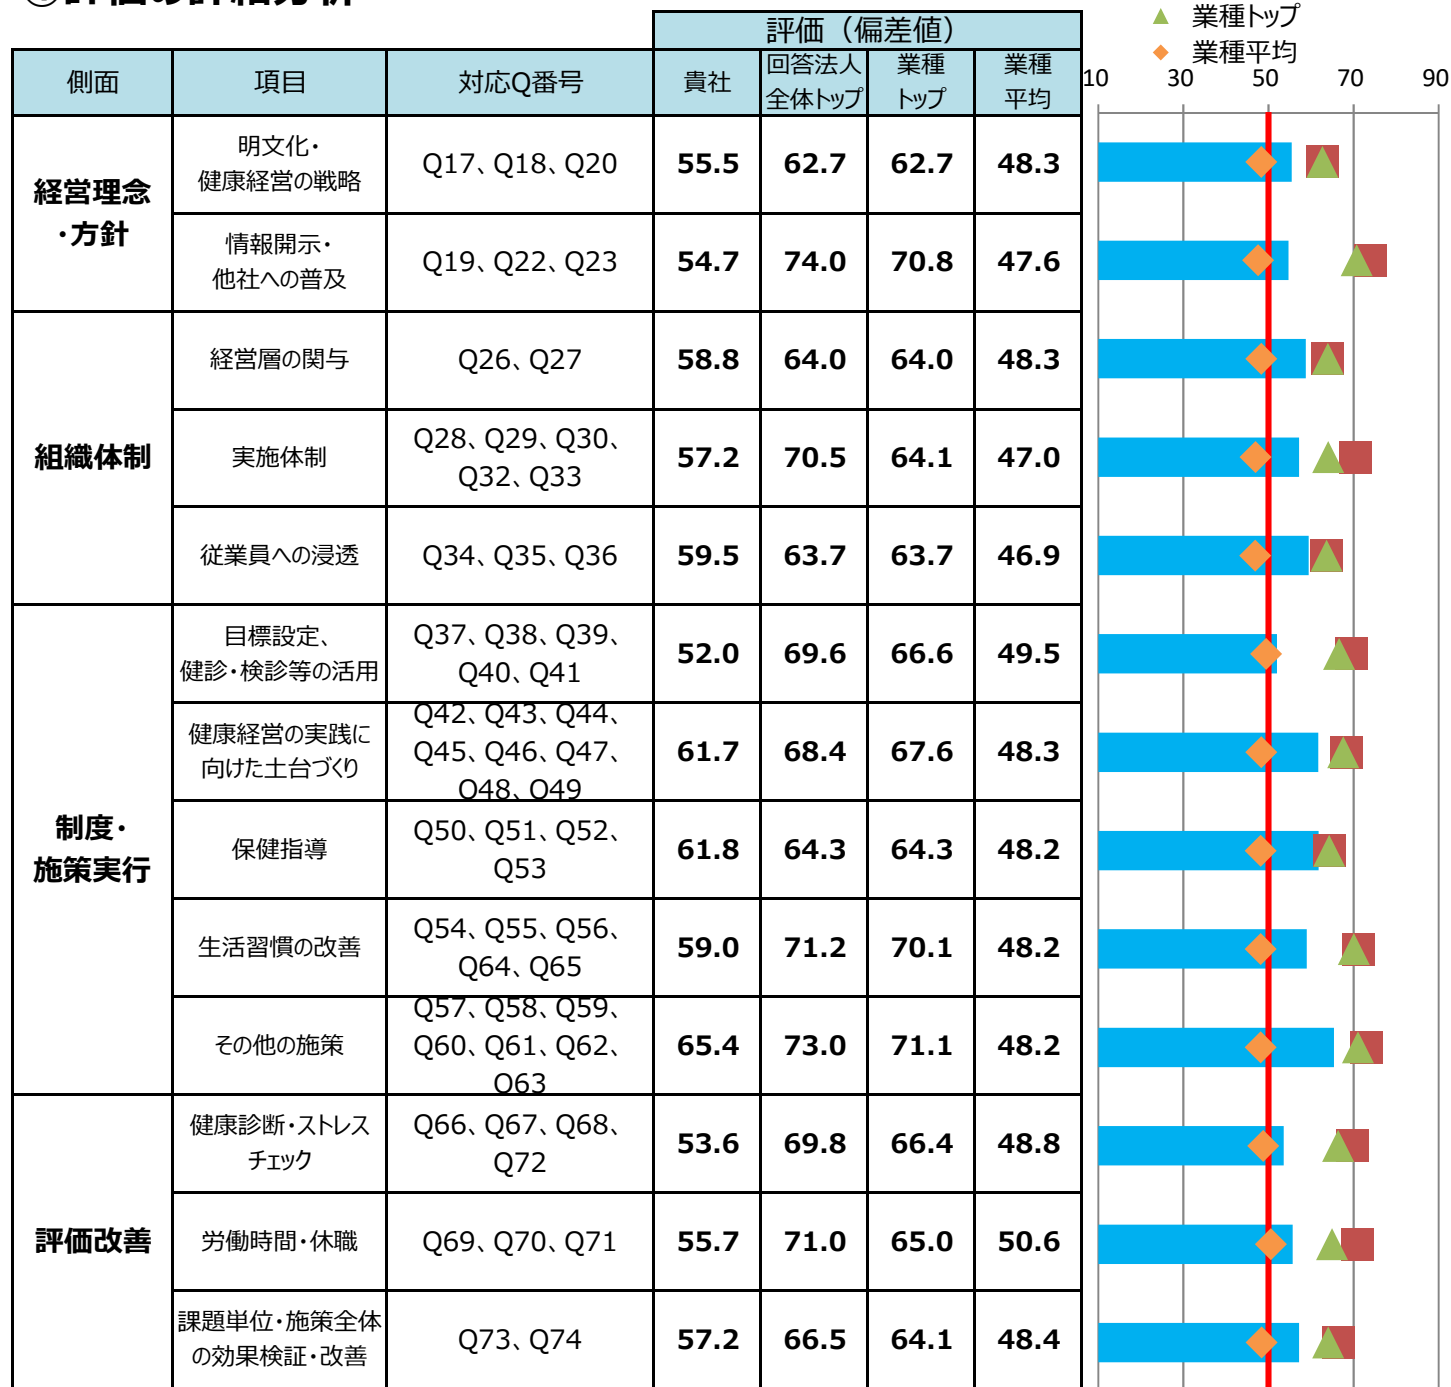 ①評価の詳細分析
▲ 業種トップ
◆ 業種平均
評価（偏差値）
側面 項目 対応Q番号 貴社 回答法人 業種 業種
全体トップ トップ 平均
10 30 50 70 90
経営理念
・方針
明文化・
健康経営の戦略
Q17、Q18、Q20 55.5 62.7 62.7 48.3
情報開示・
他社への普及
Q19、Q22、Q23 54.7 74.0 70.8 47.6
組織体制
経営層の関与 Q26、Q27 58.8 64.0 64.0 48.3
実施体制
Q28、Q29、Q30、
Q32、Q33
57.2 70.5 64.1 47.0
従業員への浸透 Q34、Q35、Q36 59.5 63.7 63.7 46.9
制度・
施策実行
目標設定、
健診・検診等の活用
Q37、Q38、Q39、
Q40、Q41
52.0 69.6 66.6 49.5
健康経営の実践に
向けた土台づくり
Q42、Q43、Q44、
Q45、Q46、Q47、
Q48、Q49
61.7 68.4 67.6 48.3
保健指導
Q50、Q51、Q52、
Q53
61.8 64.3 64.3 48.2
生活習慣の改善
Q54、Q55、Q56、
Q64、Q65
59.0 71.2 70.1 48.2
その他の施策
Q57、Q58、Q59、
Q60、Q61、Q62、
Q63
65.4 73.0 71.1 48.2
評価改善
健康診断・ストレス
チェック
Q66、Q67、Q68、
Q72
53.6 69.8 66.4 48.8
労働時間・休職 Q69、Q70、Q71 55.7 71.0 65.0 50.6
課題単位・施策全体
の効果検証・改善
Q73、Q74 57.2 66.5 64.1 48.4